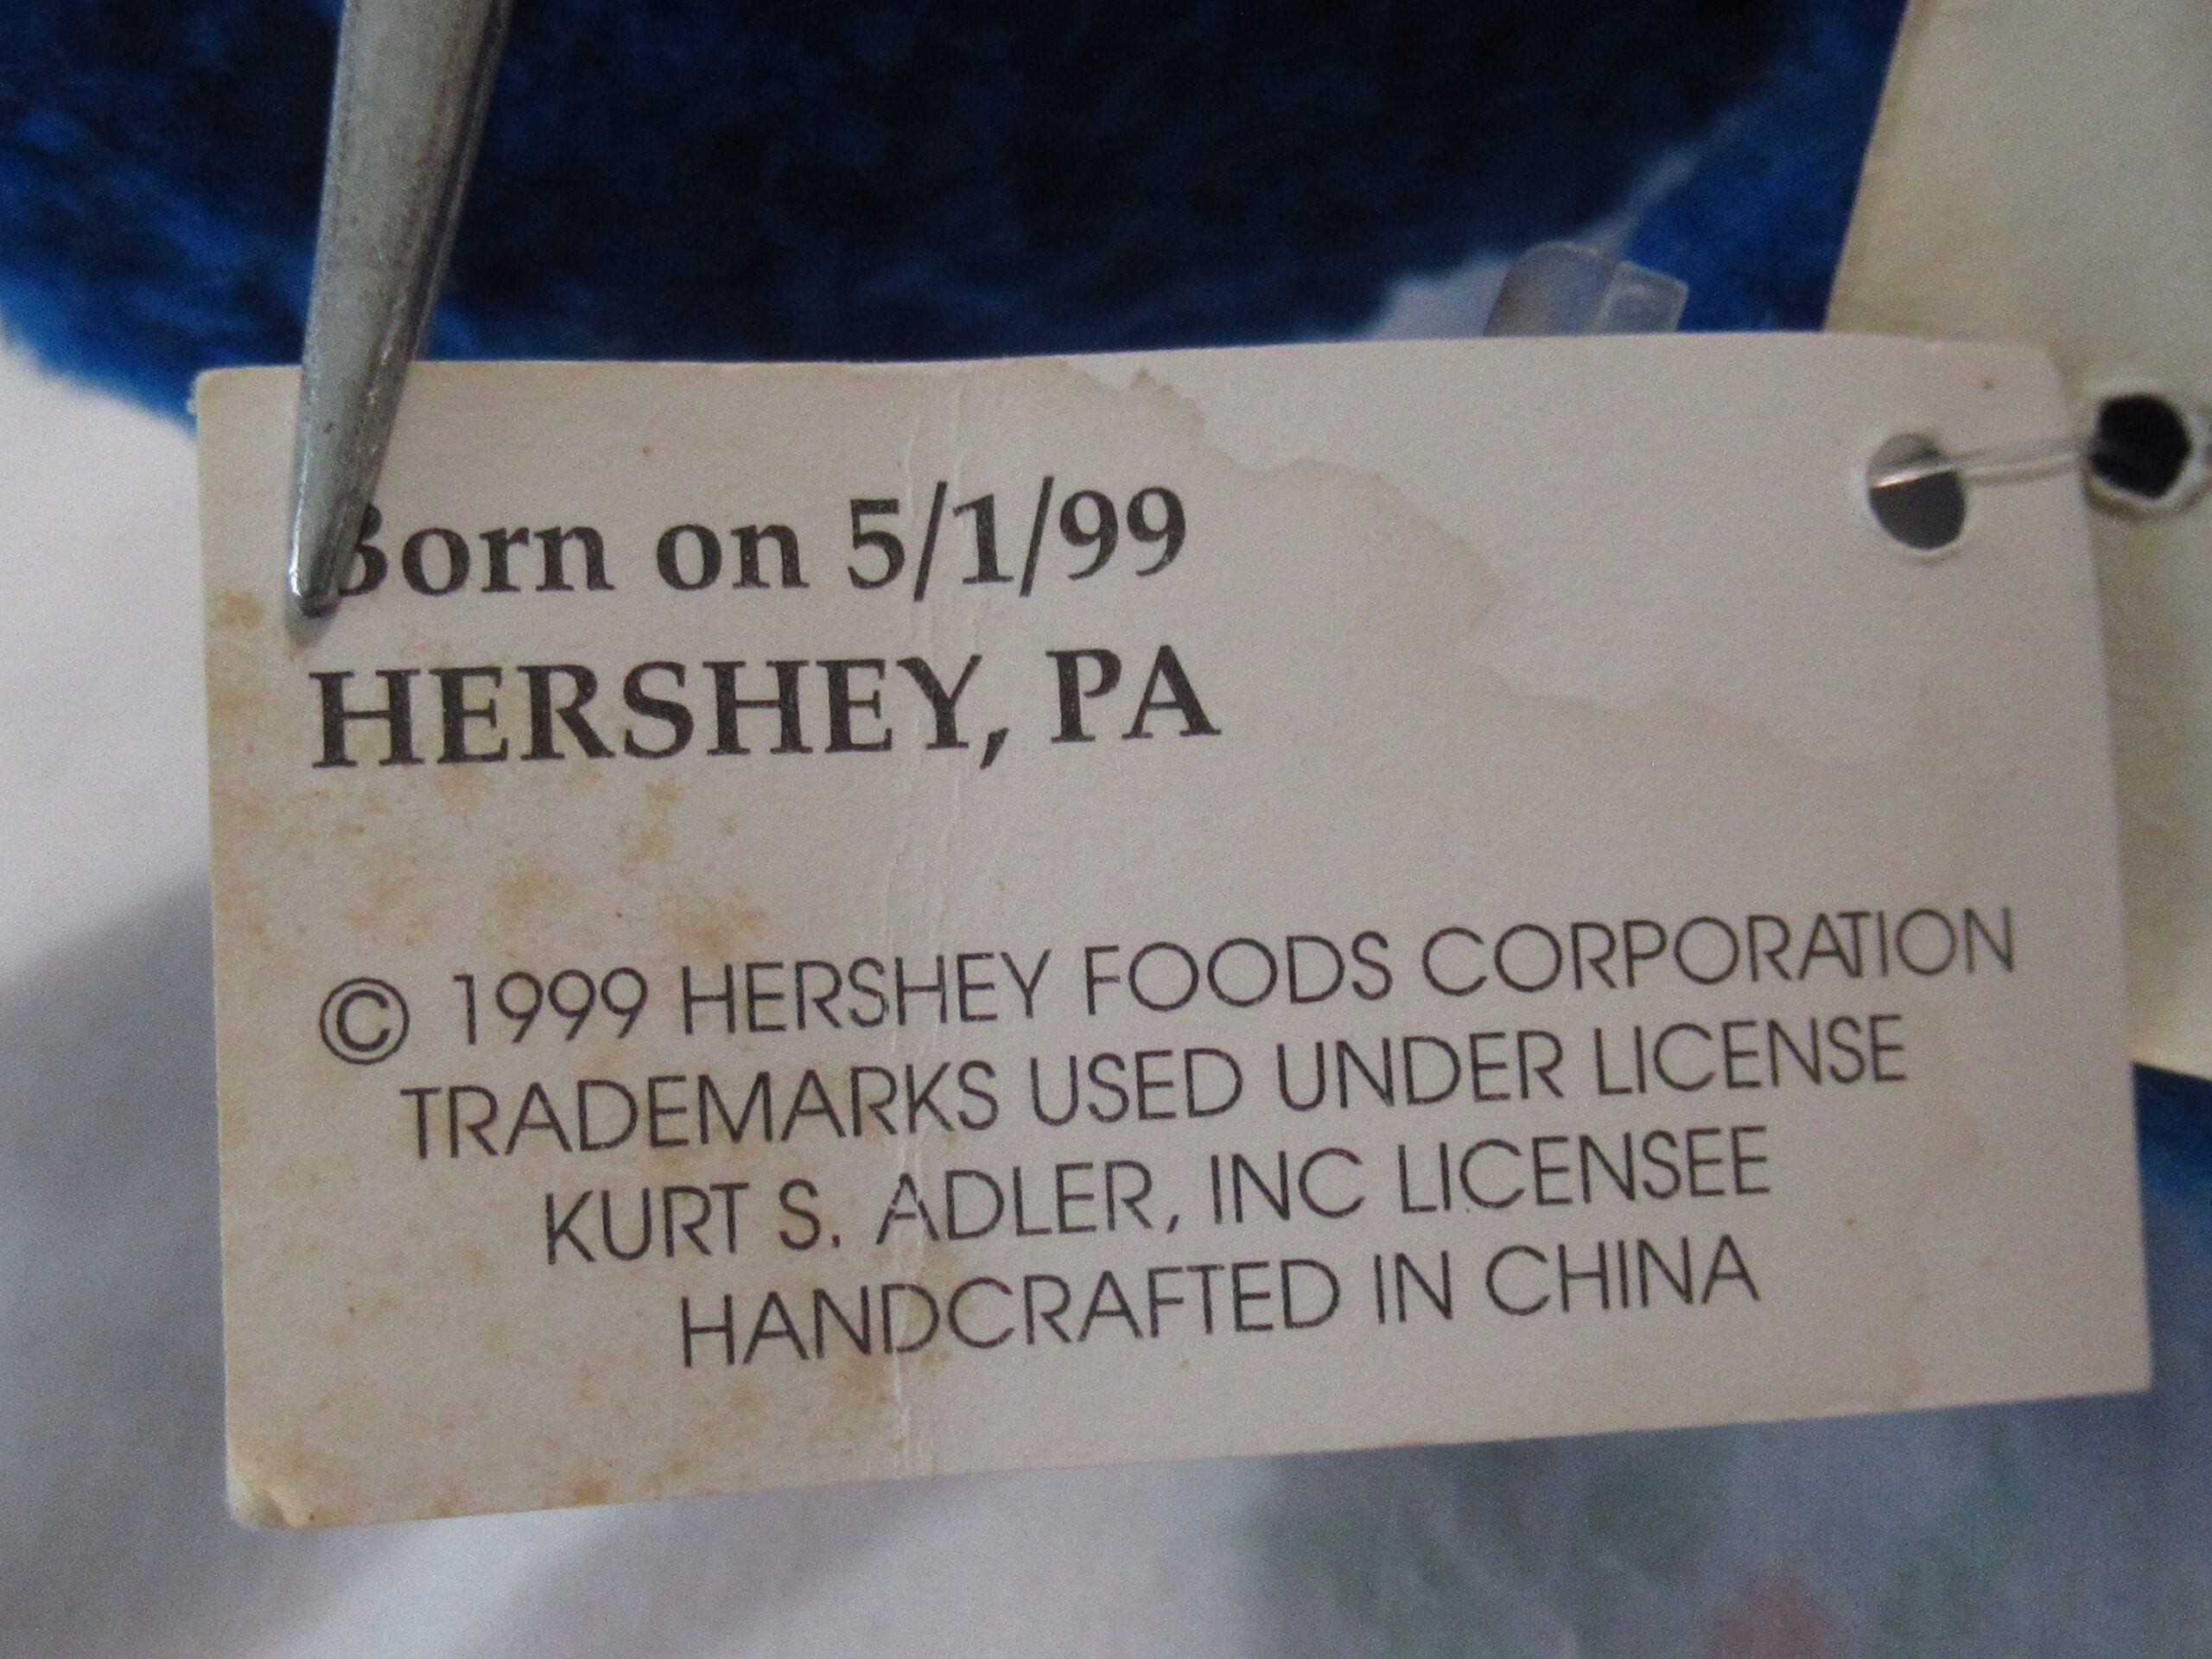 Born on 5/1/99
HERSHEY, PA
© 1999 HERSHEY FOODS CORPORATION
TRADEMARKS USED UNDER LICENSE
KURT S. ADLER, INC LICENSEE
HANDCRAFTED IN CHINA